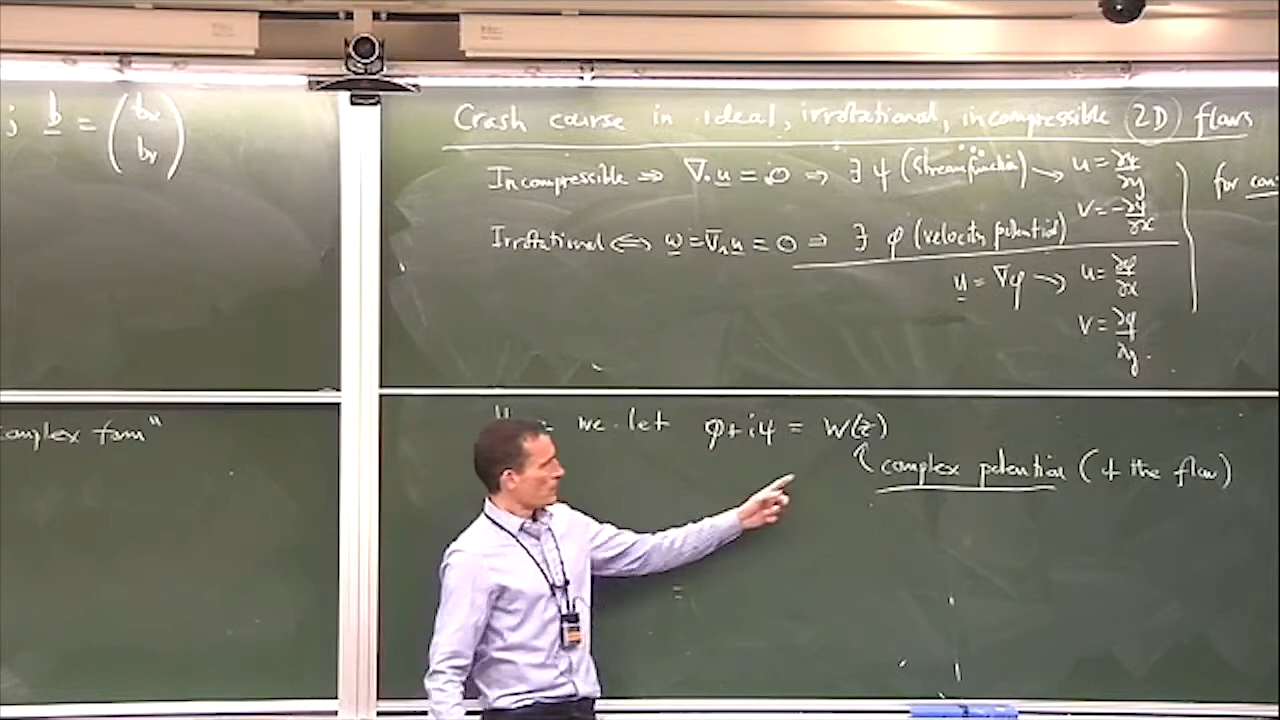 ; b = (bx
bv)
complex form"
Crash course in ideal, irrotational, incompressible 2D flows
Incompressible ⇒ ∇·u = 0 ⇒ ∃ ψ (streamfunction) → u = ∂ψ/∂y
v = -∂ψ/∂x
for
Irrotational ⇔ ω = ∇∧u = 0 ⇒ ∃ φ (velocity potential)
u = ∇φ → u = ∂φ/∂x
v = ∂φ/∂y.
we let φ + iψ = W(z)
complex potential (of the flow)